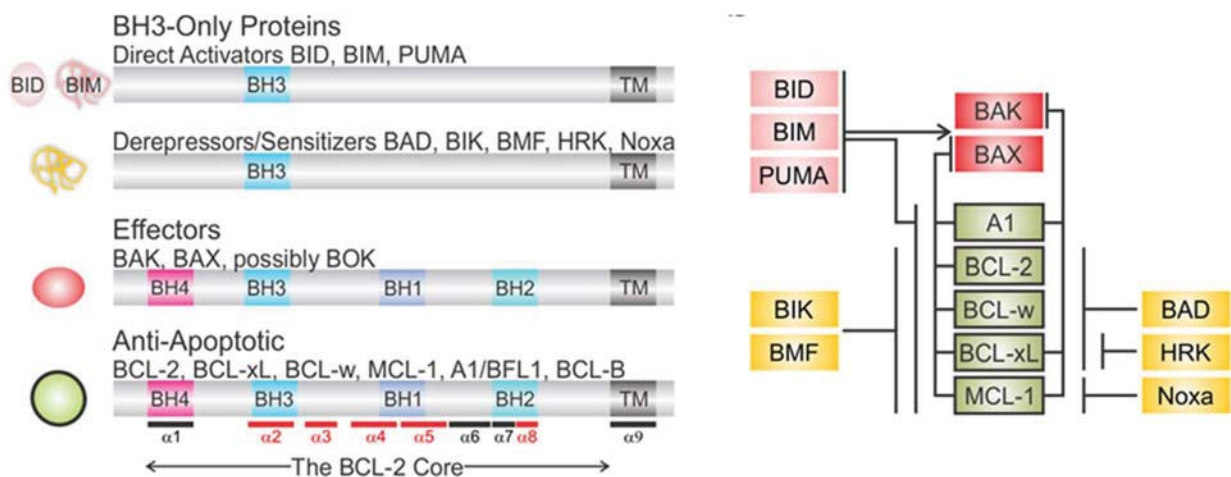 BH3-Only Proteins
Direct Activators BID, BIM, PUMA
BID BIM
BH3 TM
Derepressors/Sensitizers BAD, BIK, BMF, HRK, Noxa
BH3 TM
Effectors
BAK, BAX, possibly BOK
BH4 BH3 BH1 BH2 TM
Anti-Apoptotic
BCL-2, BCL-xL, BCL-w, MCL-1, A1/BFL1, BCL-B
BH4 BH3 BH1 BH2 TM
α1 α2 α3 α4 α5 α6 α7 α8 α9
The BCL-2 Core
BID
BIM
PUMA
BAK
BAX
A1
BCL-2
BCL-w
BCL-xL
MCL-1
BIK
BMF
BAD
HRK
Noxa